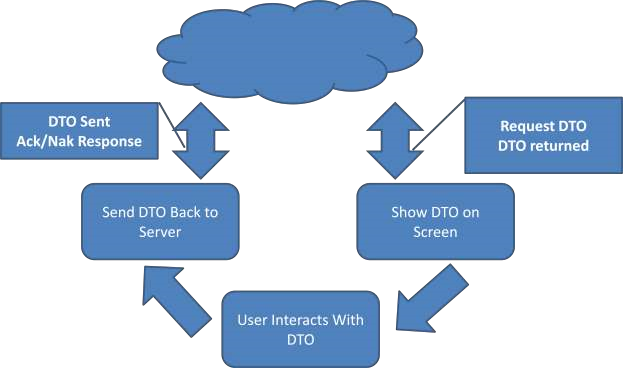 DTO Sent
Ack/Nak Response
Request DTO
DTO returned
Send DTO Back to
Server
Show DTO on
Screen
User Interacts With
DTO